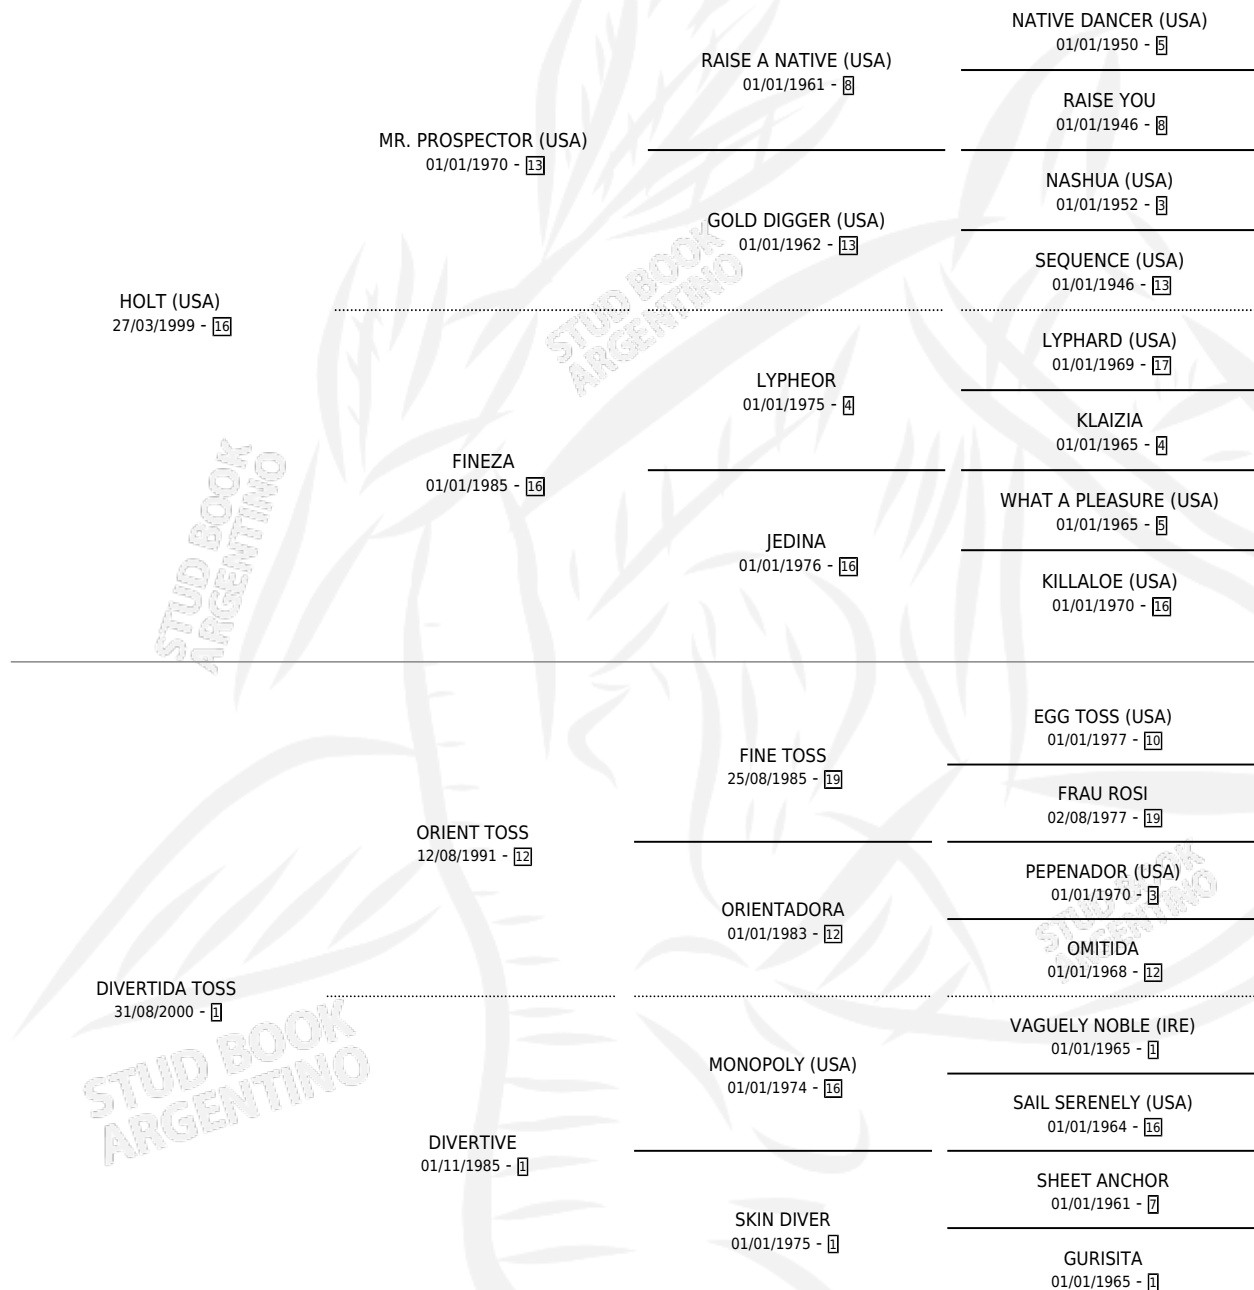 NATIVE DANCER (USA)
01/01/1950 - 5
RAISE A NATIVE (USA)
01/01/1961 - 8
RAISE YOU
01/01/1946 - 8
MR. PROSPECTOR (USA)
01/01/1970 - 13
NASHUA (USA)
01/01/1952 - 3
GOLD DIGGER (USA)
01/01/1962 - 13
SEQUENCE (USA)
01/01/1946 - 13
HOLT (USA)
27/03/1999 - 16
STUD BOOK
ARGENTINO
LYPHARD (USA)
01/01/1969 - 17
LYPHEOR
01/01/1975 - 4
KLAIZIA
01/01/1965 - 4
FINEZA
01/01/1985 - 16
WHAT A PLEASURE (USA)
01/01/1965 - 5
JEDINA
01/01/1976 - 16
KILLALOE (USA)
01/01/1970 - 16
STUD BOOK
ARGENTINO
EGG TOSS (USA)
01/01/1977 - 10
FINE TOSS
25/08/1985 - 19
FRAU ROSI
02/08/1977 - 19
ORIENT TOSS
12/08/1991 - 12
PEPENADOR (USA)
01/01/1970 - 3
ORIENTADORA
01/01/1983 - 12
OMITIDA
01/01/1968 - 12
STUD BOOK
ARGENTINO
DIVERTIDA TOSS
31/08/2000 - 1
VAGUELY NOBLE (IRE)
01/01/1965 - 1
MONOPOLY (USA)
01/01/1974 - 16
SAIL SERENELY (USA)
01/01/1964 - 16
STUD BOOK
ARGENTINO
DIVERTIVE
01/11/1985 - 1
SHEET ANCHOR
01/01/1961 - 7
SKIN DIVER
01/01/1975 - 1
GURISITA
01/01/1965 - 1